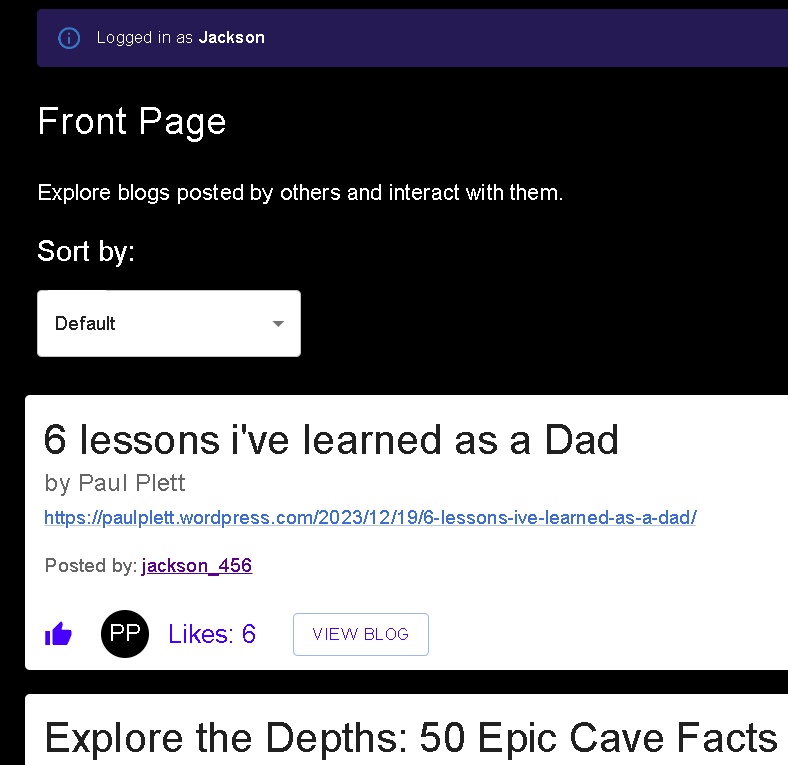 Logged in as Jackson
Front Page
Explore blogs posted by others and interact with them.
Sort by:
Default
6 lessons i've learned as a Dad
by Paul Plett
https://paulplett.wordpress.com/2023/12/19/6-lessons-ive-learned-as-a-dad/
Posted by: jackson_456
PP Likes: 6 VIEW BLOG
Explore the Depths: 50 Epic Cave Facts